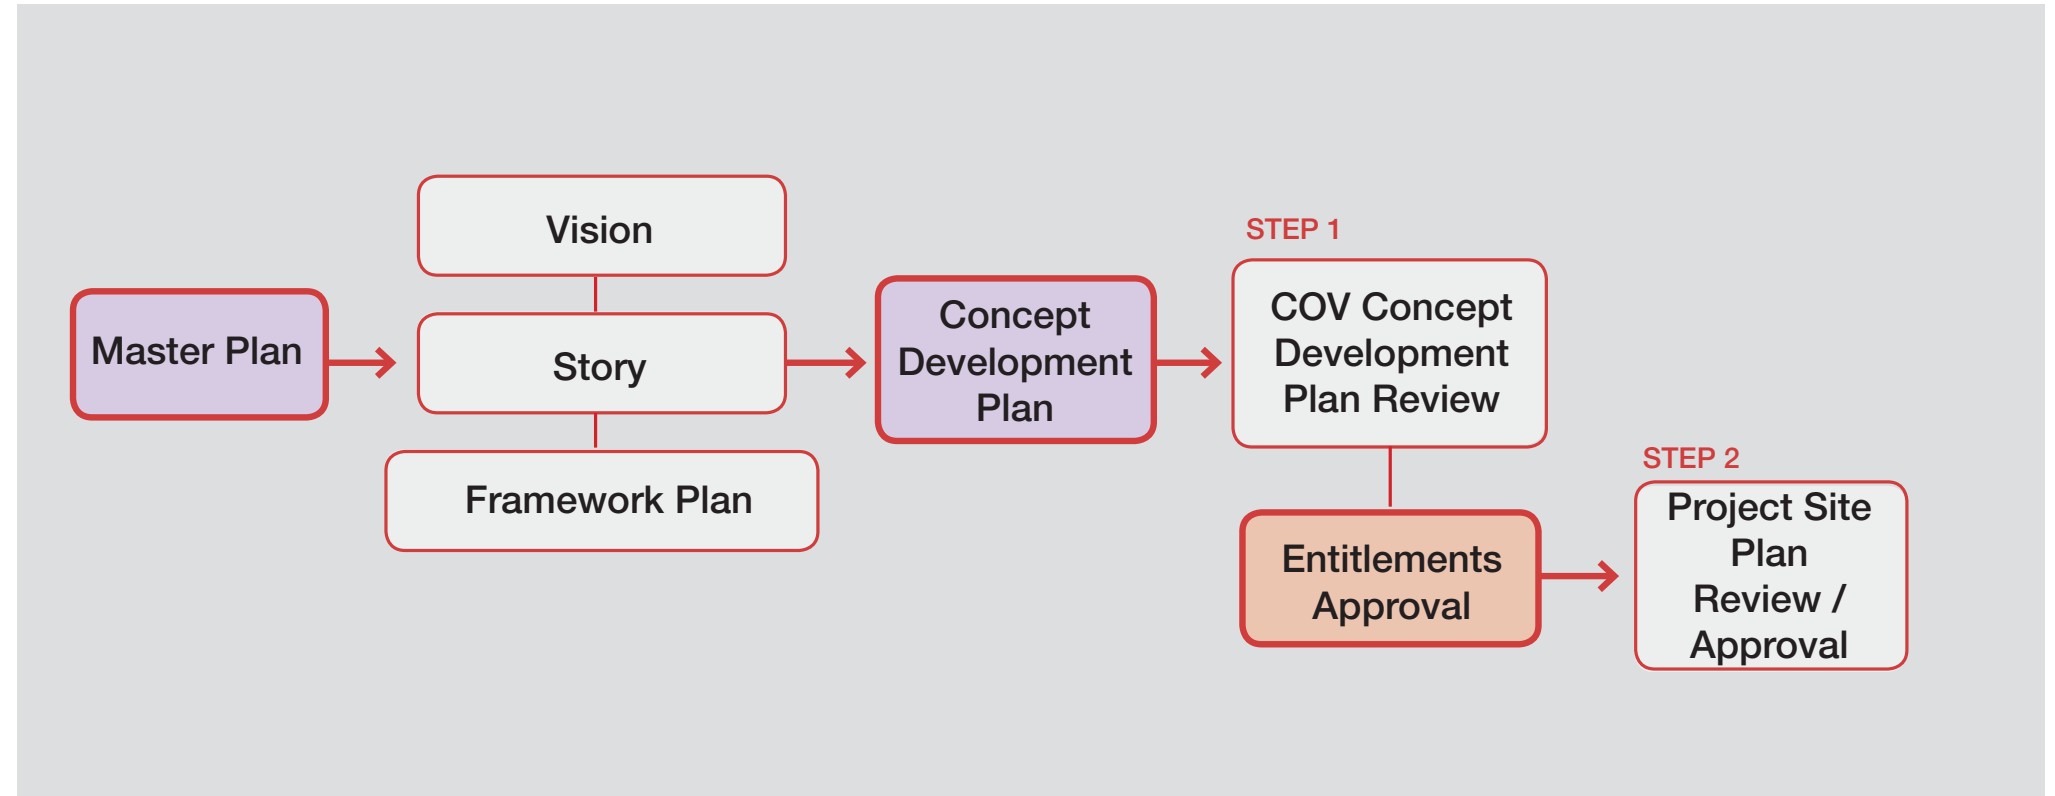 Master Plan
Vision
Story
Framework Plan
Concept
Development
Plan
STEP 1
COV Concept
Development
Plan Review
Entitlements
Approval
STEP 2
Project Site
Plan
Review /
Approval